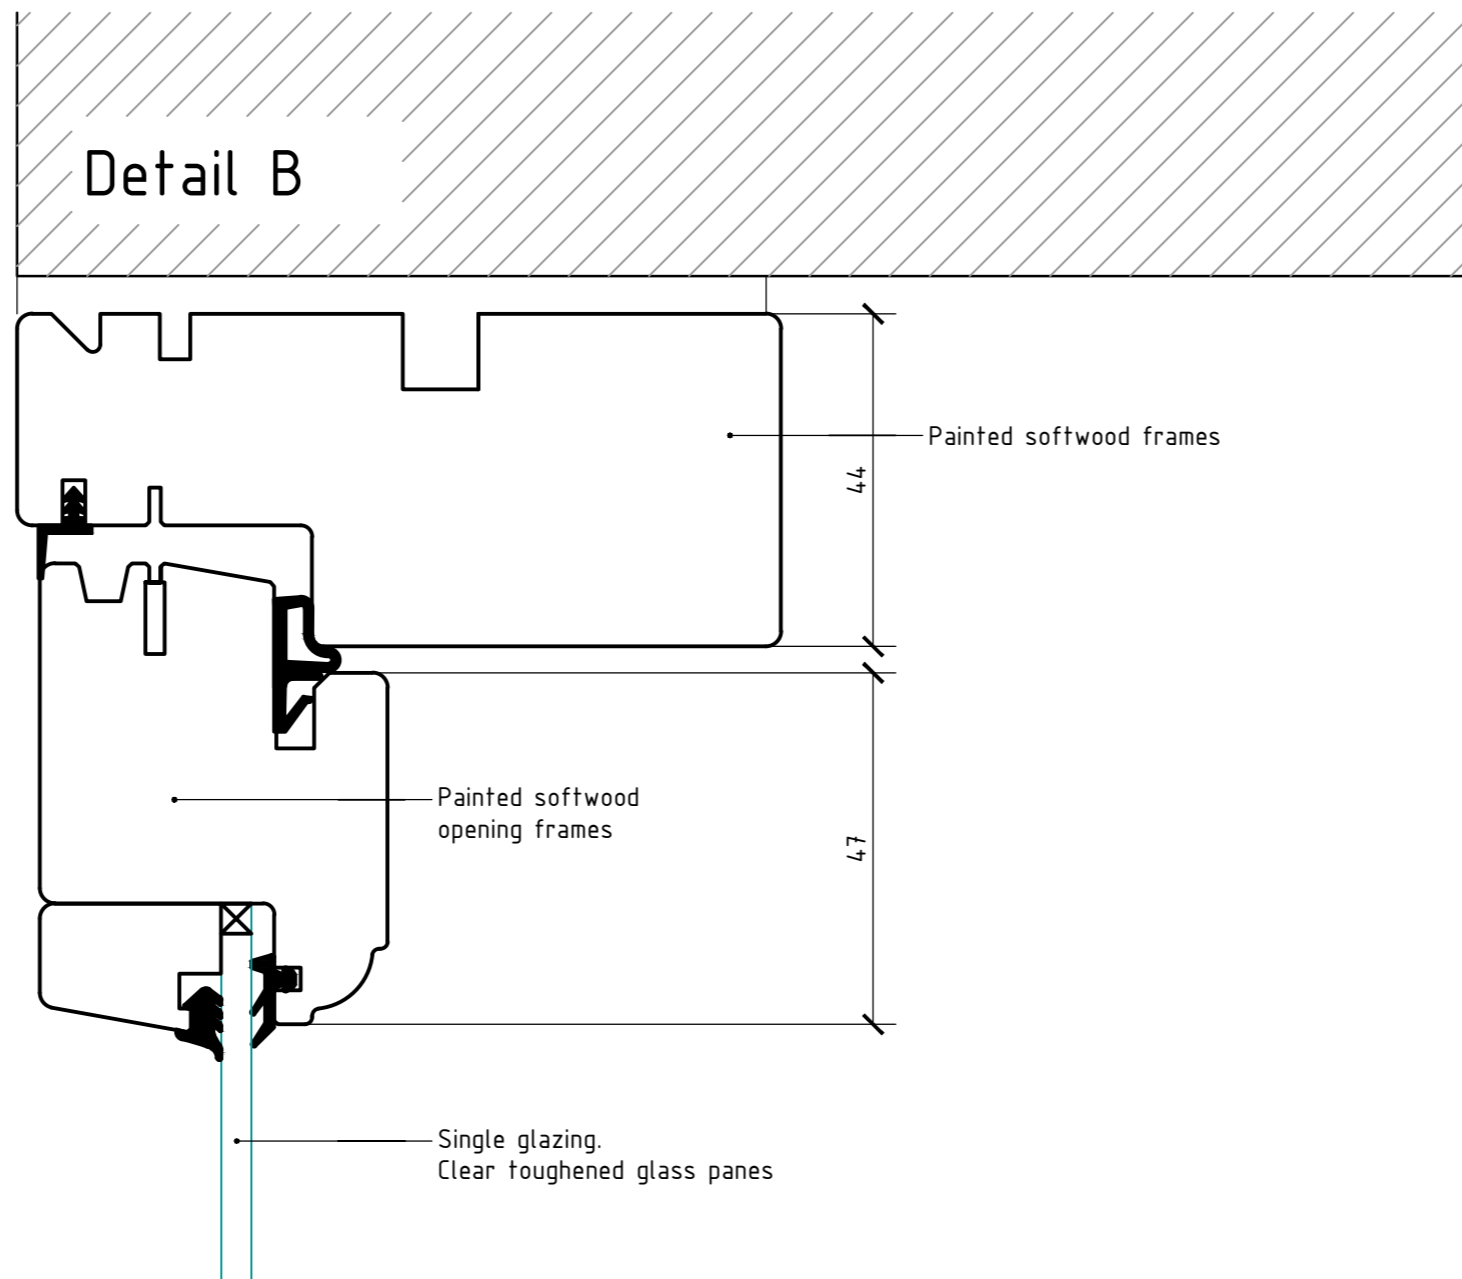 Detail B
Painted softwood frames
44
Painted softwood
opening frames
47
Single glazing.
Clear toughened glass panes